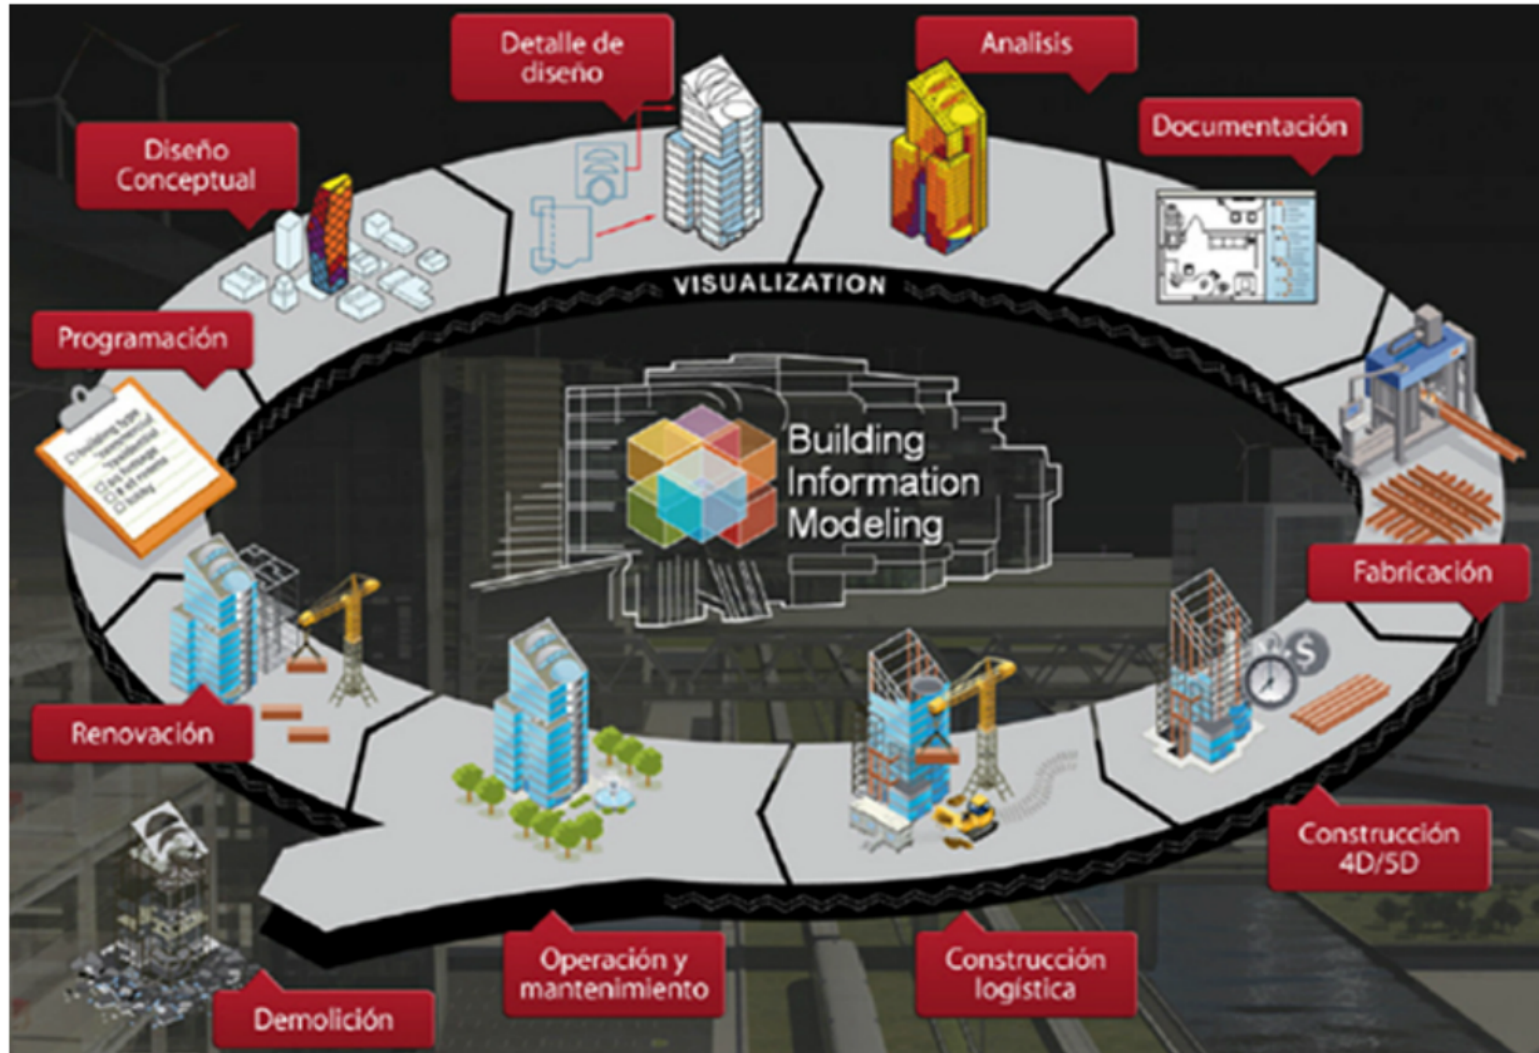 Detalle de
diseño
Analisis
Documentación
Diseño
Conceptual
VISUALIZATION
Programación
Building
Information
Modeling
Fabricación
Renovación
Construcción
4D/5D
Operación y
mantenimiento
Construcción
logística
Demolición
$